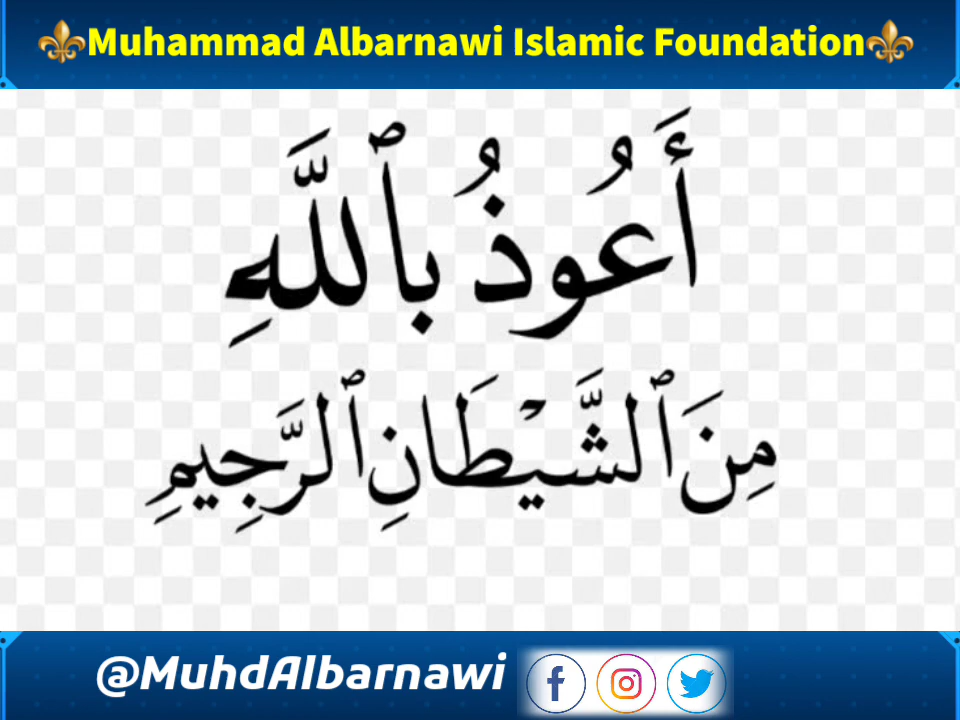 Muhammad Albarnawi Islamic Foundation
أَعُوذُ بِٱللَّهِ
مِنَ ٱلشَّيْطَانِ ٱلرَّجِيمِ
@MuhdAlbarnawi